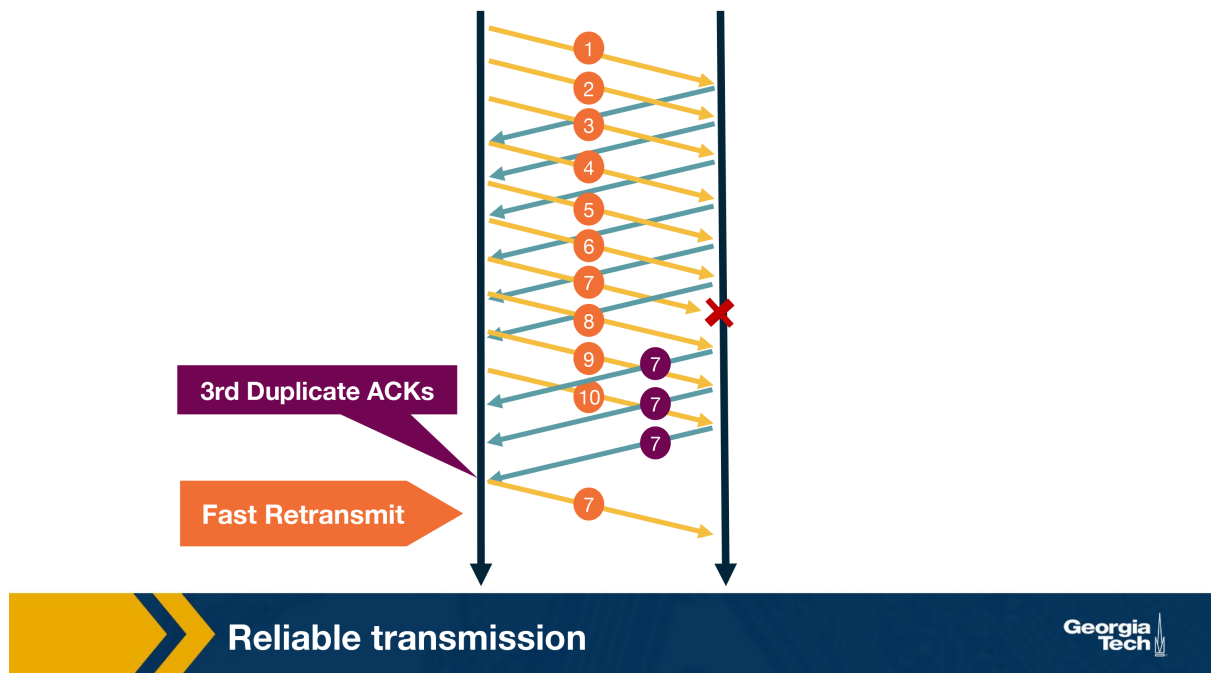 1
2
3
4
5
6
7
8
9
7
3rd Duplicate ACKs
10
7
7
Fast Retransmit
7
Reliable transmission
Georgia
Tech